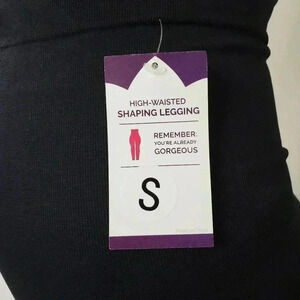 HIGH-WAISTED
SHAPING LEGGING
REMEMBER:
YOU'RE ALREADY
GORGEOUS
S